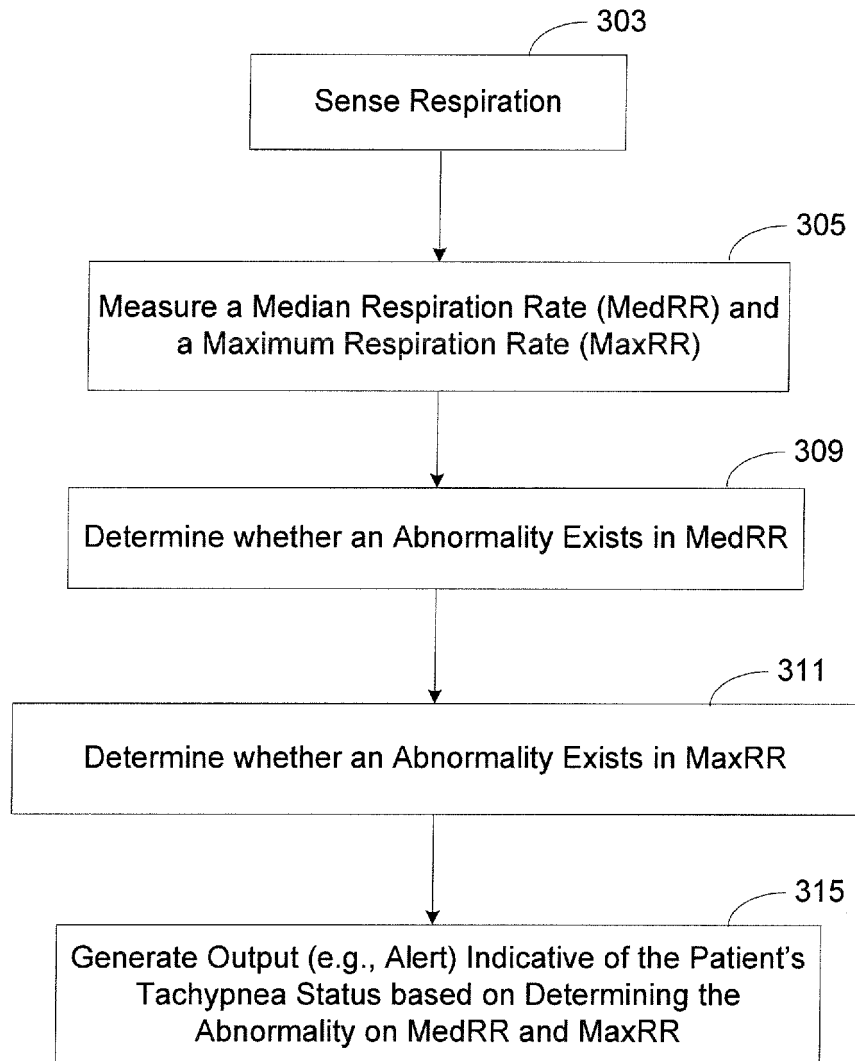 303
Sense Respiration
305
Measure a Median Respiration Rate (MedRR) and
a Maximum Respiration Rate (MaxRR)
309
Determine whether an Abnormality Exists in MedRR
311
Determine whether an Abnormality Exists in MaxRR
315
Generate Output (e.g., Alert) Indicative of the Patient's
Tachypnea Status based on Determining the
Abnormality on MedRR and MaxRR